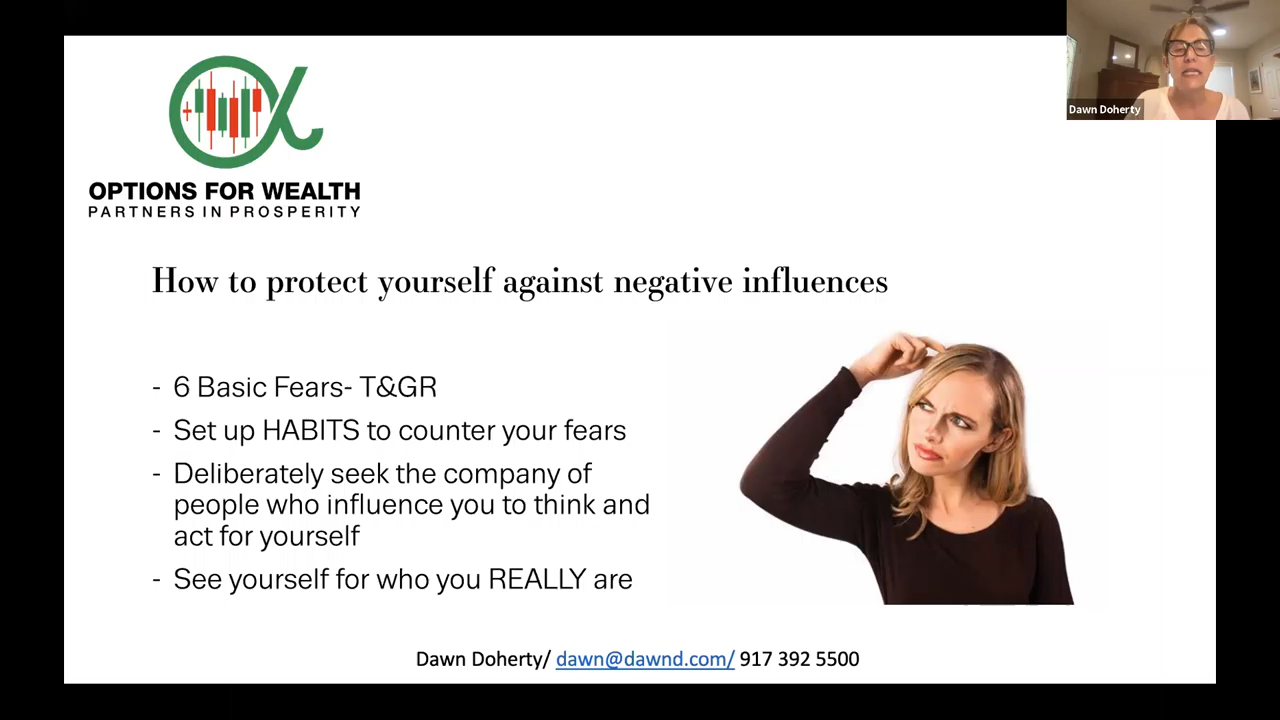 Dawn Doherty
OPTIONS FOR WEALTH
PARTNERS IN PROSPERITY
How to protect yourself against negative influences
- 6 Basic Fears- T&GR
- Set up HABITS to counter your fears
- Deliberately seek the company of
people who influence you to think and
act for yourself
- See yourself for who you REALLY are
Dawn Doherty/ dawn@dawnd.com/ 917 392 5500